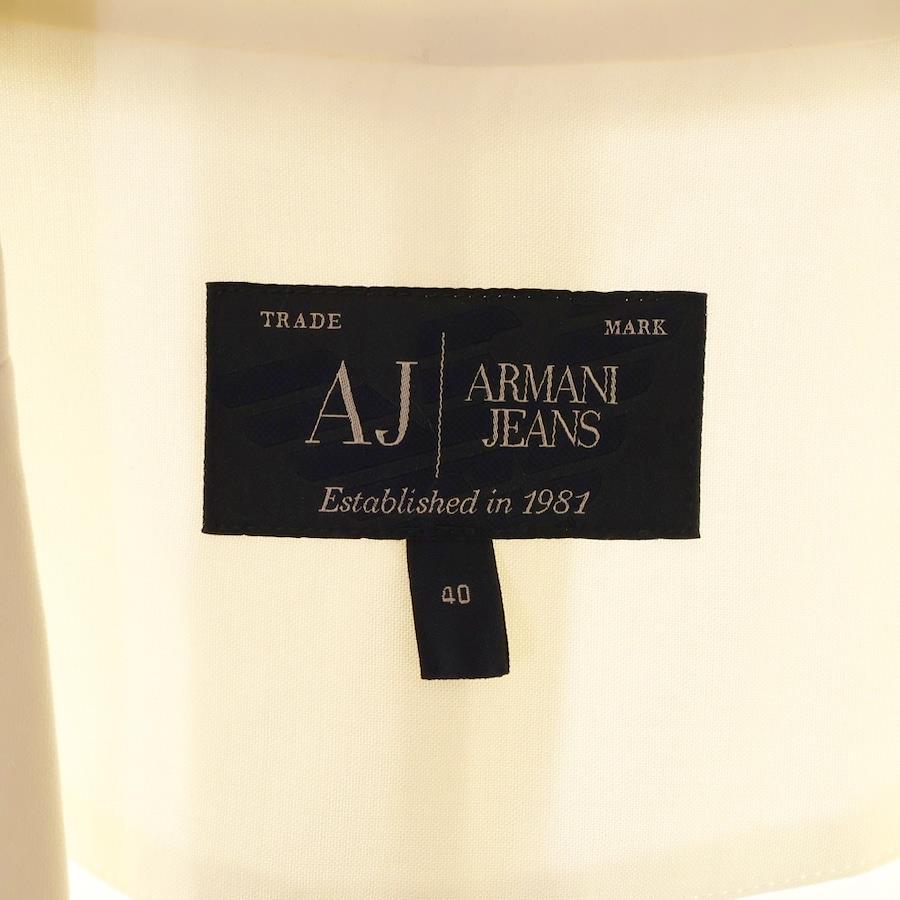 TRADE MARK
AJ ARMANI
JEANS
Established in 1981
40